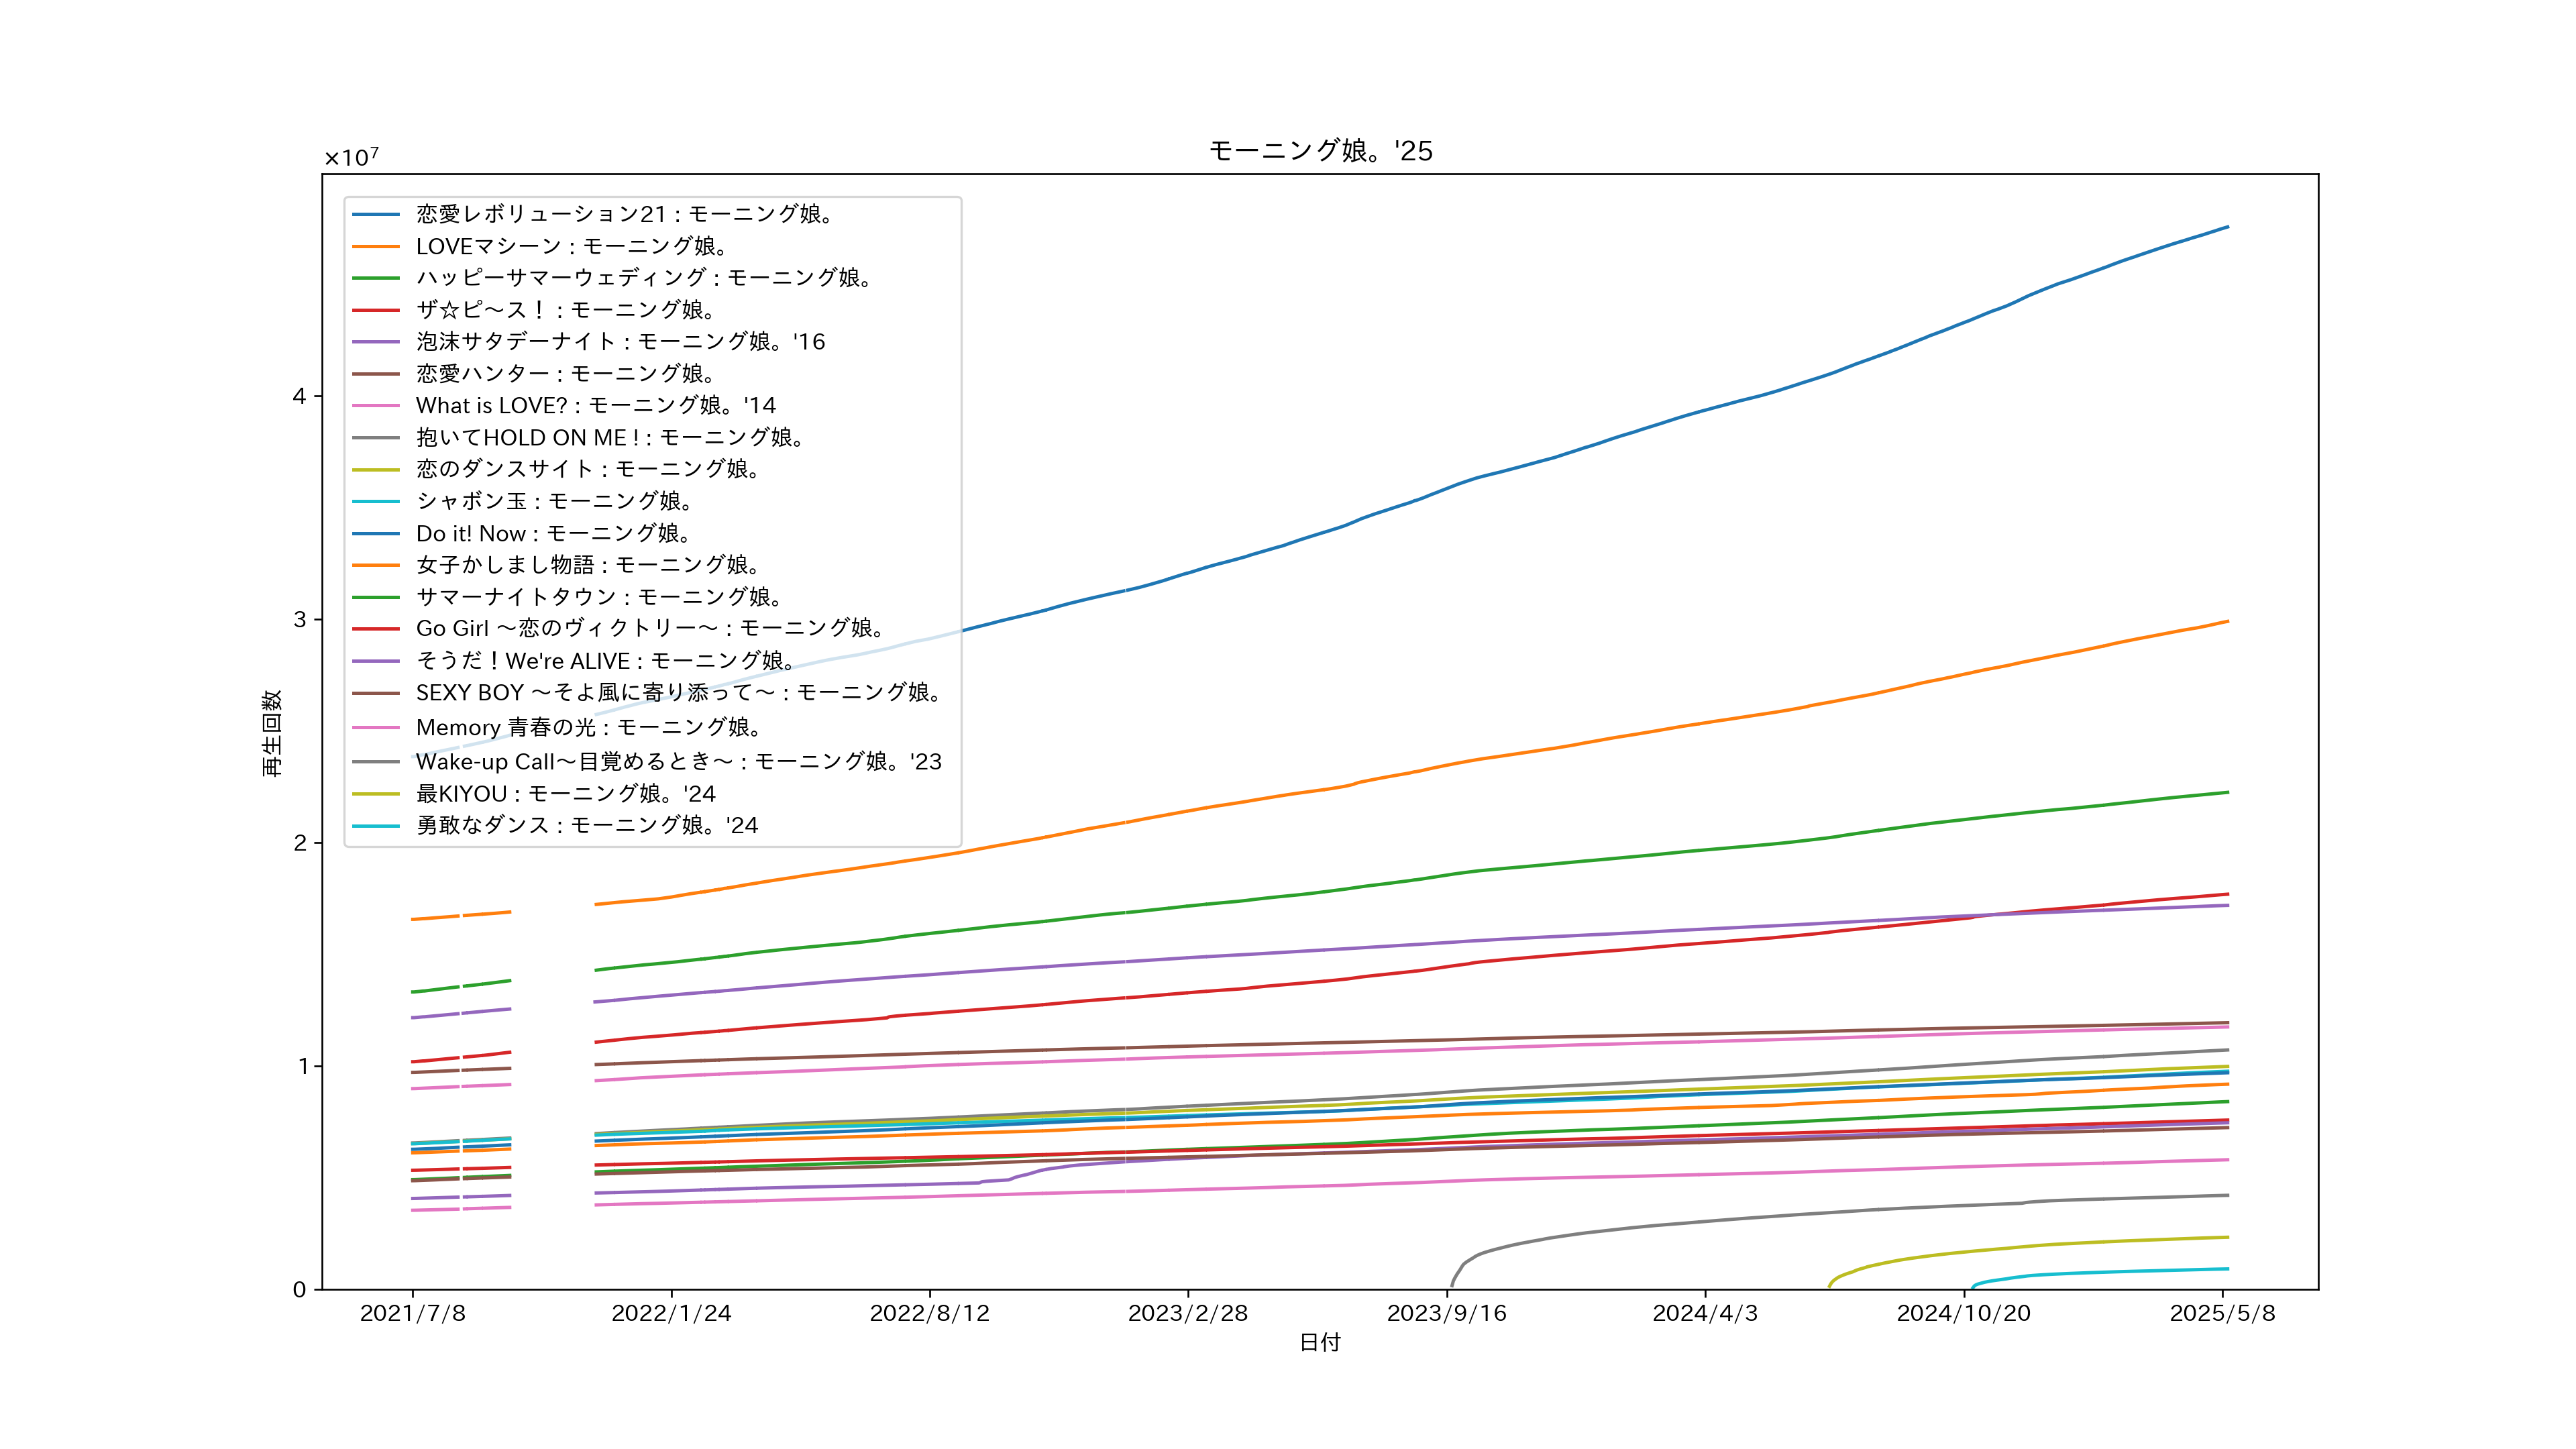 モーニング娘。'25
×10⁷
恋愛レボリューション21 : モーニング娘。
LOVEマシーン : モーニング娘。
ハッピーサマーウェディング : モーニング娘。
ザ☆ピ〜ス！ : モーニング娘。
泡沫サタデーナイト : モーニング娘。'16
恋愛ハンター : モーニング娘。
What is LOVE? : モーニング娘。'14
抱いてHOLD ON ME ! : モーニング娘。
恋のダンスサイト : モーニング娘。
シャボン玉 : モーニング娘。
Do it! Now : モーニング娘。
女子かしまし物語 : モーニング娘。
サマーナイトタウン : モーニング娘。
Go Girl 〜恋のヴィクトリー〜 : モーニング娘。
そうだ！We're ALIVE : モーニング娘。
SEXY BOY 〜そよ風に寄り添って〜 : モーニング娘。
Memory 青春の光 : モーニング娘。
Wake-up Call〜目覚めるとき〜 : モーニング娘。'23
最KIYOU : モーニング娘。'24
勇敢なダンス : モーニング娘。'24
4
3
2
1
0
再生回数
2021/7/8
2022/1/24
2022/8/12
2023/2/28
2023/9/16
2024/4/3
2024/10/20
2025/5/8
日付